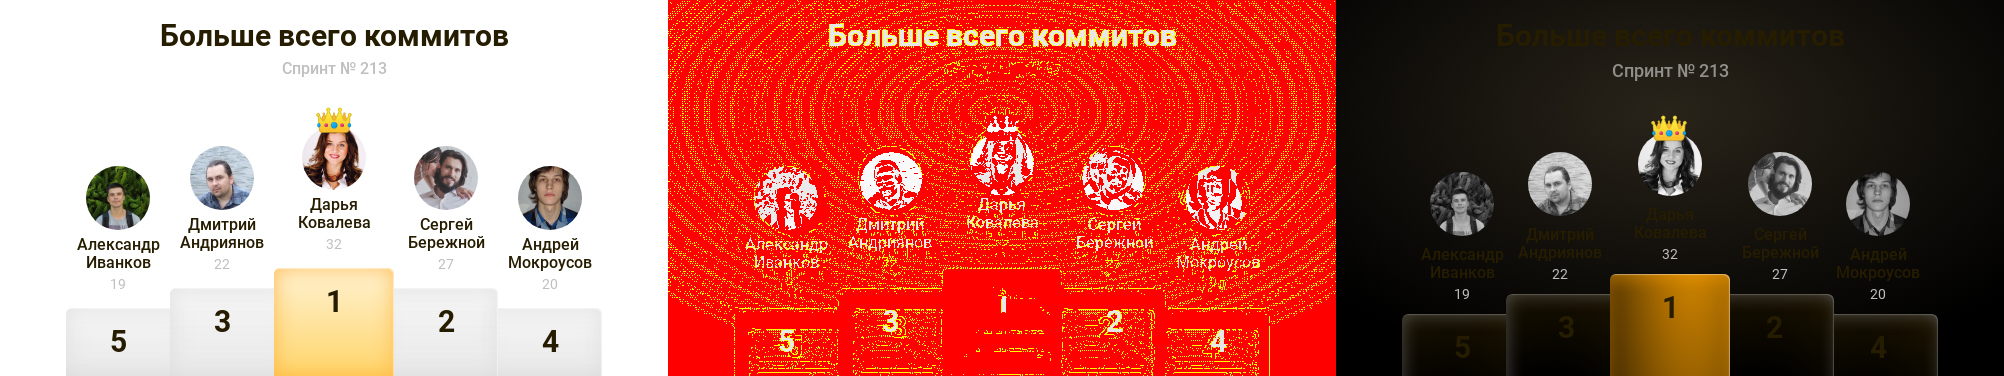 Больше всего коммитов
Спринт № 213
Дарья
Ковалева
32
Дмитрий
Андриянов
22
Сергей
Бережной
27
Александр
Иванков
19
Андрей
Мокроусов
20
5
3
1
2
4
Больше всего коммитов
Дарья
Ковалева
Дмитрий
Андриянов
Сергей
Бережной
Александр
Иванков
Андрей
Мокроусов
5
3
1
2
4
Больше всего коммитов
Спринт № 213
Дарья
Ковалева
32
Дмитрий
Андриянов
22
Сергей
Бережной
27
Александр
Иванков
19
Андрей
Мокроусов
20
5
3
1
2
4